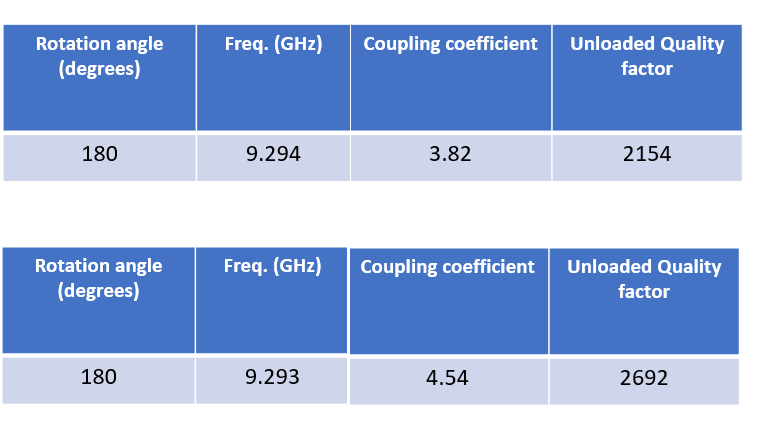 Rotation angle (degrees) Freq. (GHz) Coupling coefficient Unloaded Quality factor
180 9.294 3.82 2154
Rotation angle (degrees) Freq. (GHz) Coupling coefficient Unloaded Quality factor
180 9.293 4.54 2692